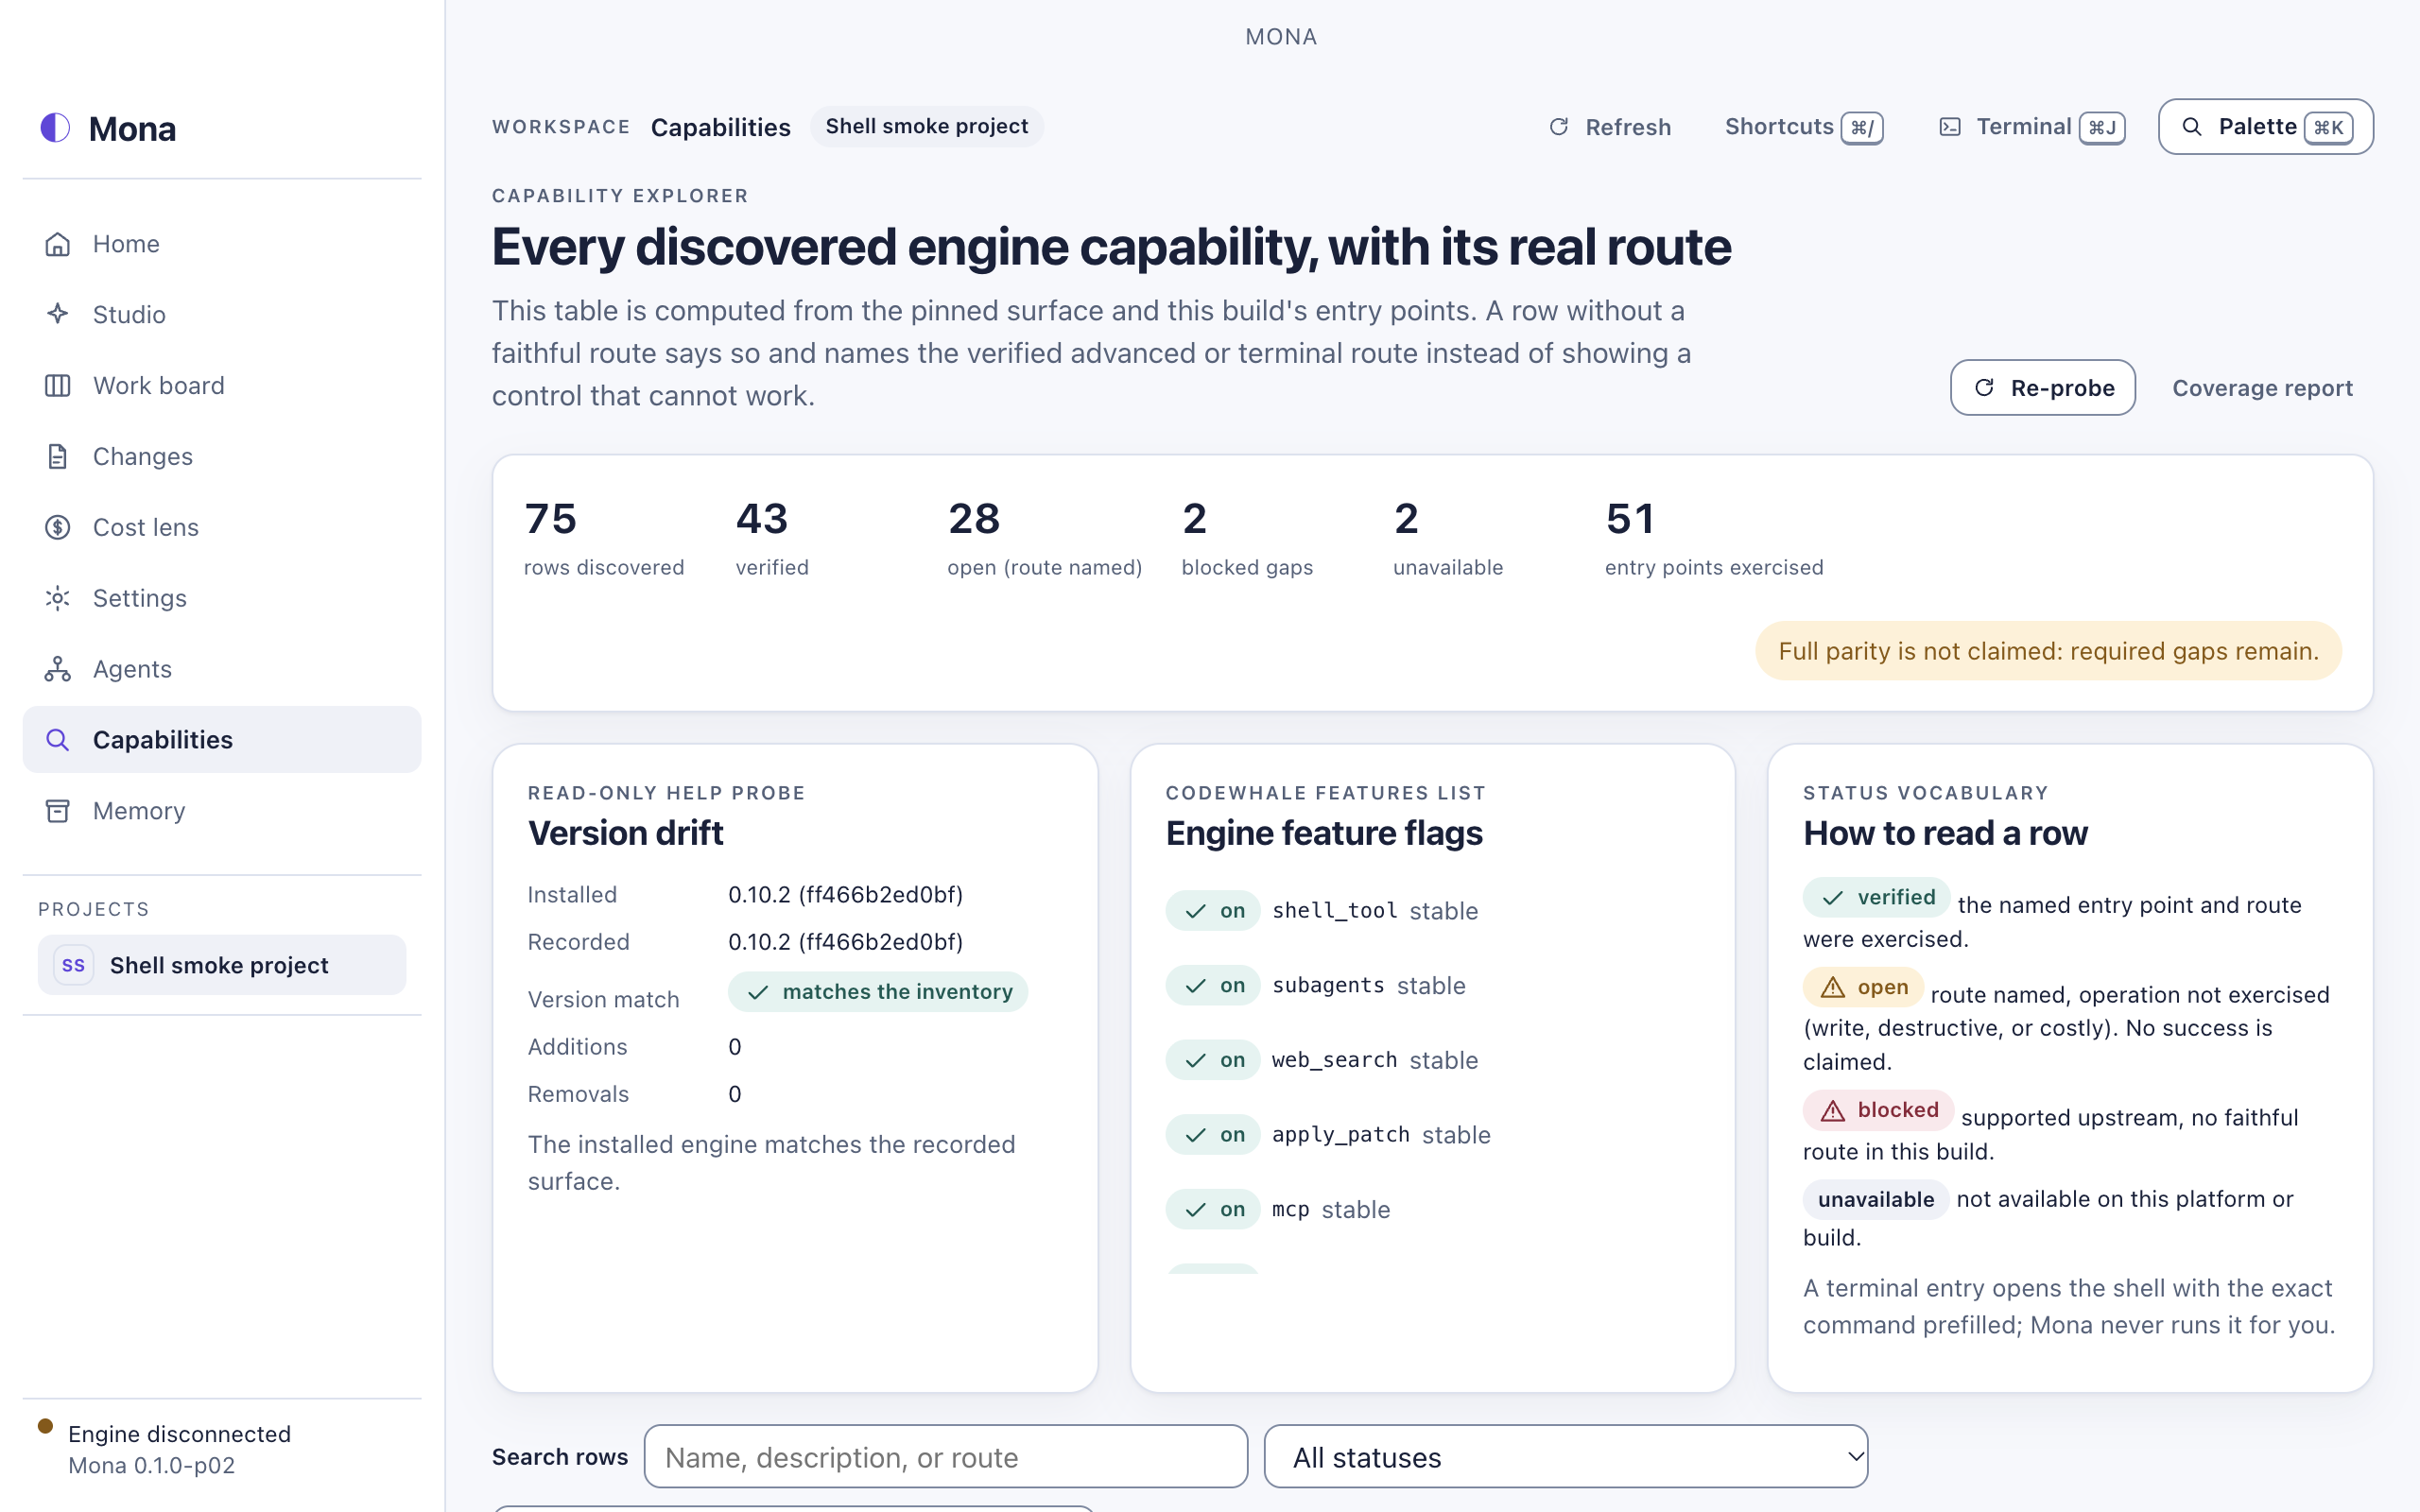 MONA
Mona
Home
Studio
Work board
Changes
Cost lens
Settings
Agents
Capabilities
Memory
PROJECTS
SS Shell smoke project
Engine disconnected
Mona 0.1.0-p02
WORKSPACE Capabilities Shell smoke project
Refresh Shortcuts ⌘/ Terminal ⌘J Palette ⌘K
CAPABILITY EXPLORER
Every discovered engine capability, with its real route
This table is computed from the pinned surface and this build's entry points. A row without a
faithful route says so and names the verified advanced or terminal route instead of showing a
control that cannot work.
Re-probe Coverage report
75 43 28 2 2 51
rows discovered verified open (route named) blocked gaps unavailable entry points exercised
Full parity is not claimed: required gaps remain.
READ-ONLY HELP PROBE
Version drift
Installed 0.10.2 (ff466b2ed0bf)
Recorded 0.10.2 (ff466b2ed0bf)
Version match matches the inventory
Additions 0
Removals 0
The installed engine matches the recorded
surface.
CODEWHALE FEATURES LIST
Engine feature flags
on shell_tool stable
on subagents stable
on web_search stable
on apply_patch stable
on mcp stable
STATUS VOCABULARY
How to read a row
verified the named entry point and route
were exercised.
open route named, operation not exercised
(write, destructive, or costly). No success is
claimed.
blocked supported upstream, no faithful
route in this build.
unavailable not available on this platform or
build.
A terminal entry opens the shell with the exact
command prefilled; Mona never runs it for you.
Search rows Name, description, or route All statuses